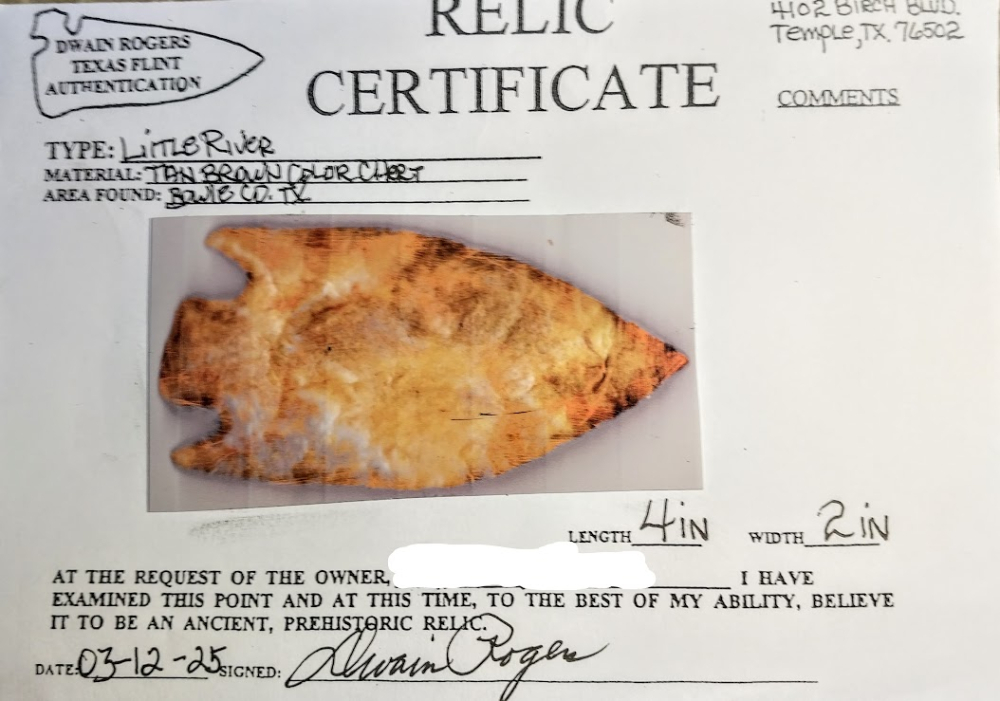 RELIC
CERTIFICATE
DWAIN ROGERS
TEXAS FLINT
AUTHENTICATION
4102 BIRCH BLVD.
Temple, TX. 76502
COMMENTS
TYPE: LITTLE RIVER
MATERIAL: TAN BROWN COLOR CHERT
AREA FOUND: BOWIE CO. TX
LENGTH 4 IN WIDTH 2 IN
AT THE REQUEST OF THE OWNER, I HAVE
EXAMINED THIS POINT AND AT THIS TIME, TO THE BEST OF MY ABILITY, BELIEVE
IT TO BE AN ANCIENT, PREHISTORIC RELIC.
DATE: 03-12-25 SIGNED: Dwain Rogers